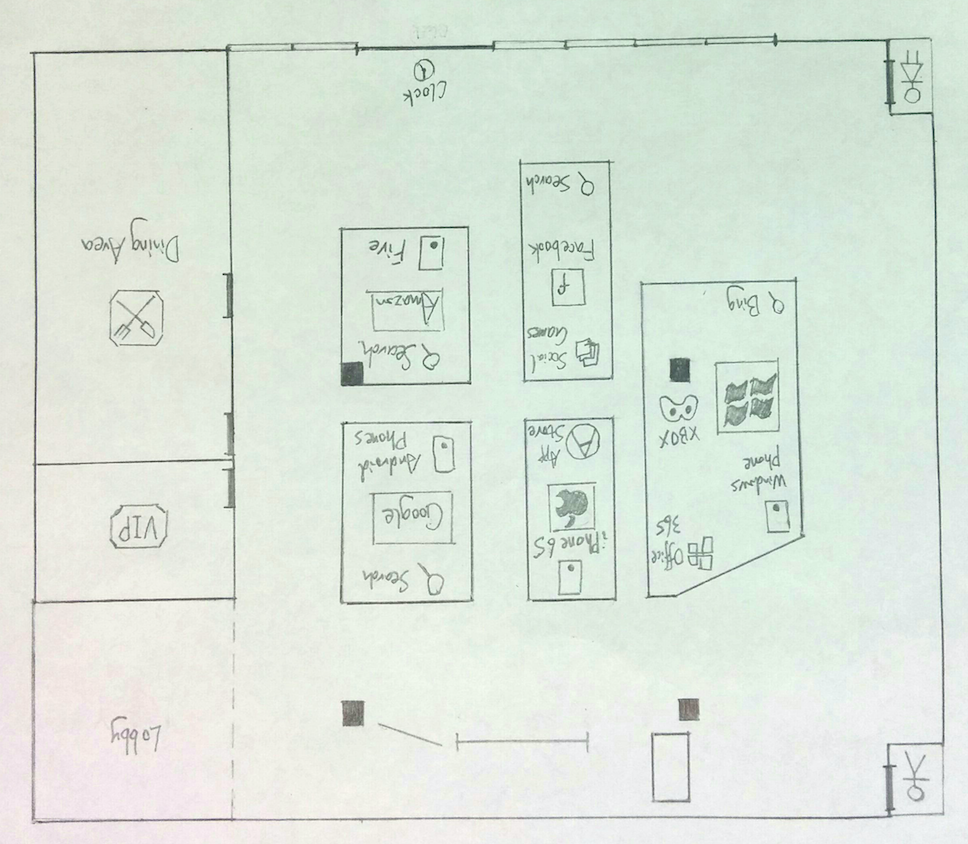 Lobby
Office
365
Windows
Phone
XBOX
Bing
iPhone 6S
App
Store
Social
Games
f
Facebook
Search
Search
Google
Android
Phones
Search
Amazon
Fire
VIP
Dining Area
Clock